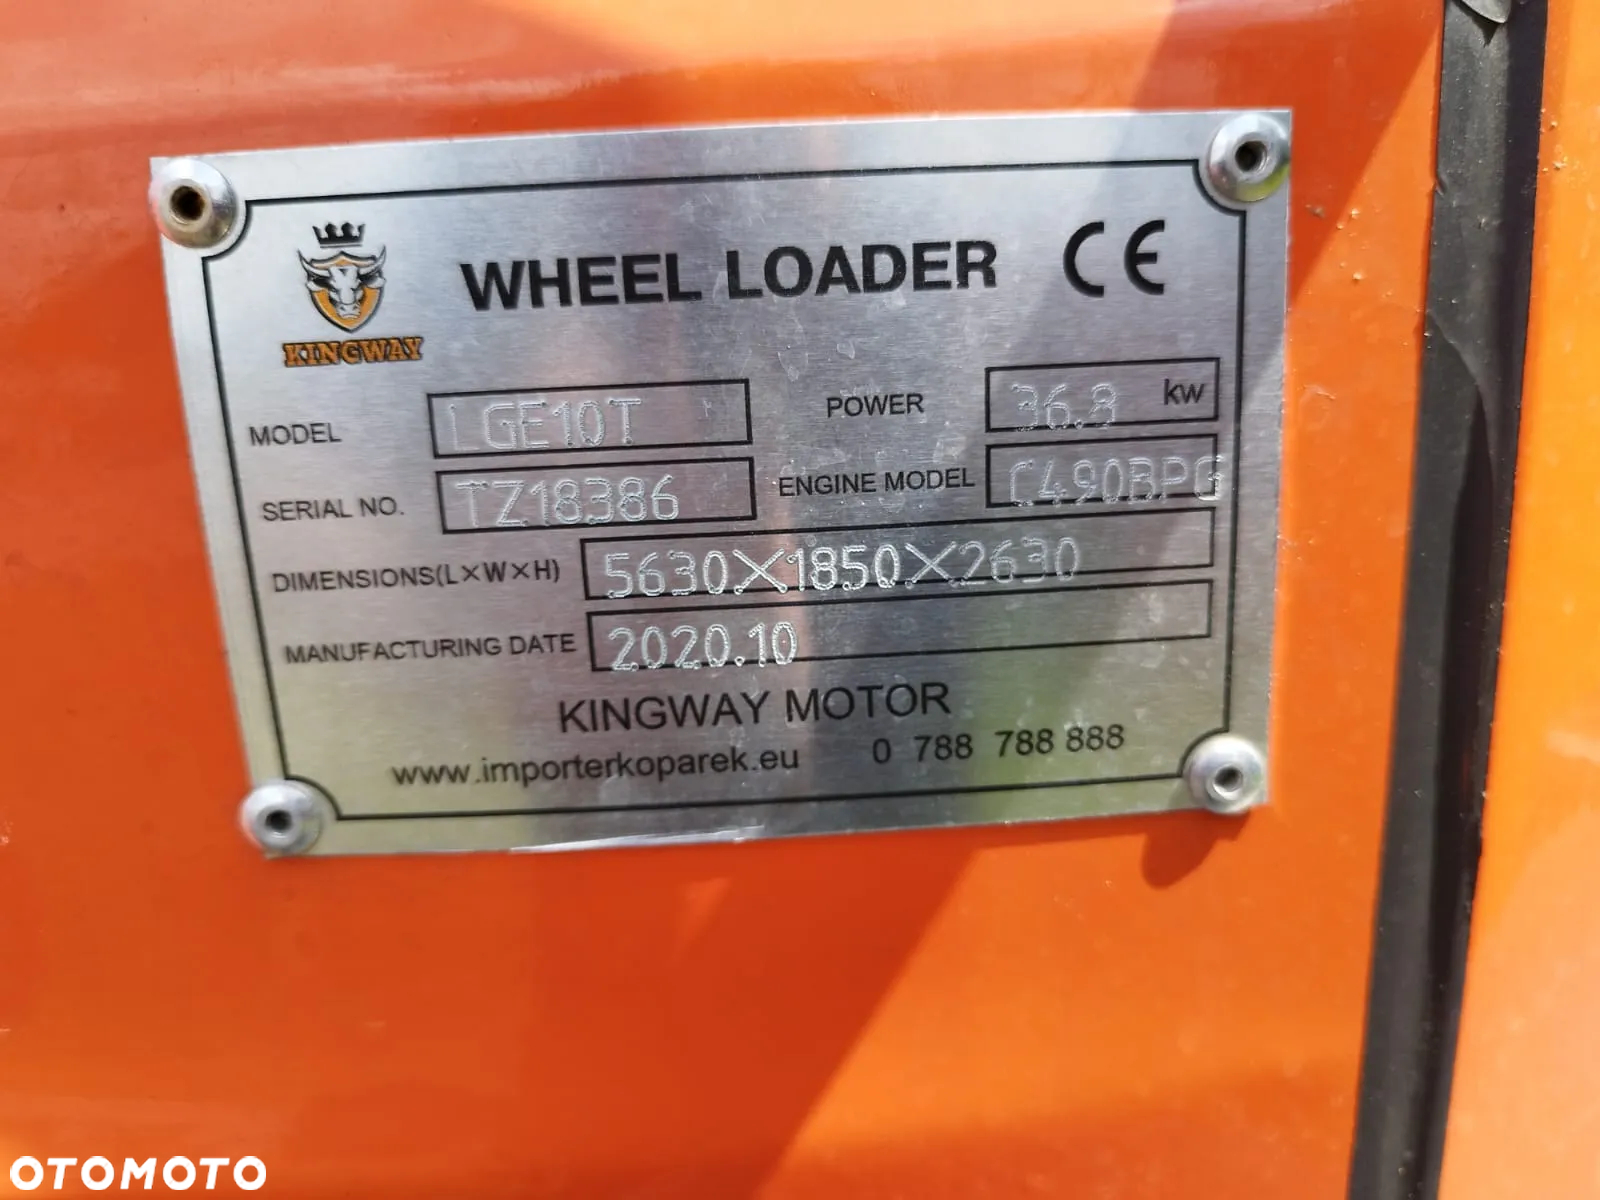 WHEEL LOADER CE
KINGWAY
MODEL LGE10T POWER 36.8 kw
SERIAL NO. TZ18386 ENGINE MODEL C490BPG
DIMENSIONS(L×W×H) 5630×1850×2630
MANUFACTURING DATE 2020.10
KINGWAY MOTOR
www.importerkoparek.eu 0 788 788 888
OTOMOTO